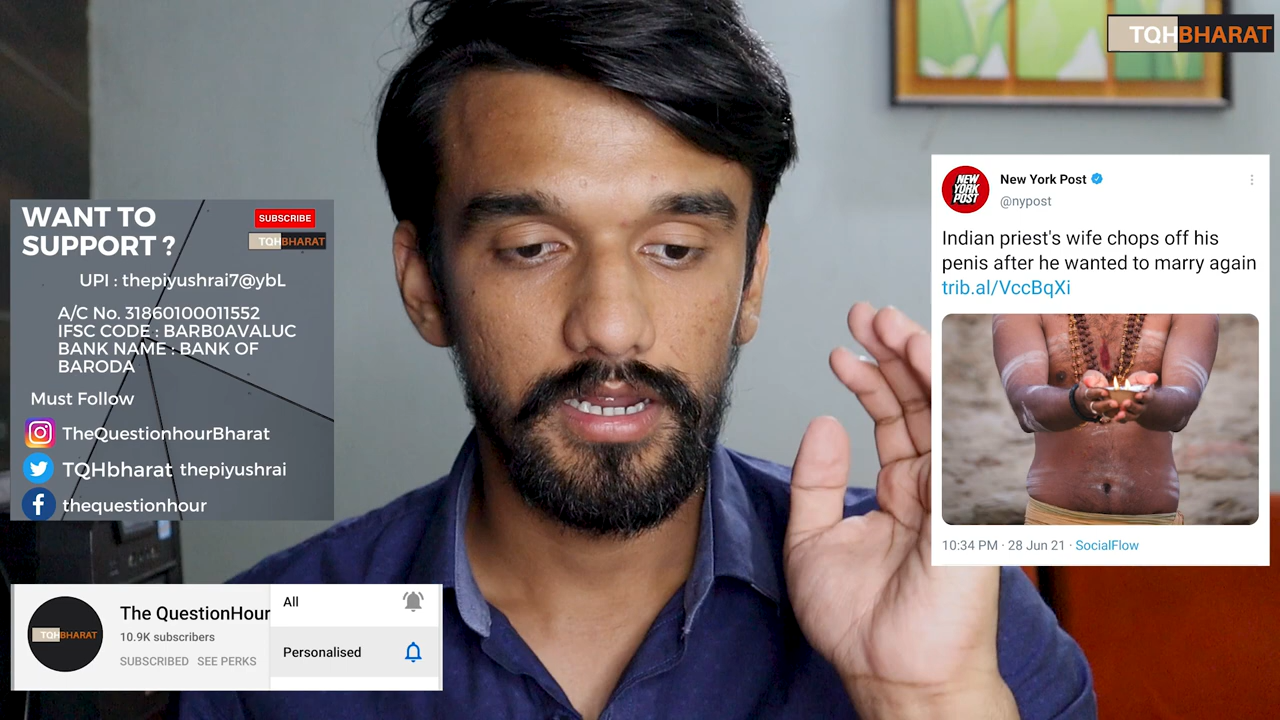 TQHBHARAT
WANT TO
SUPPORT ?
SUBSCRIBE
TQHBHARAT
UPI : thepiyushrai7@ybL
A/C No. 31860100011552
IFSC CODE : BARB0AVALUC
BANK NAME : BANK OF
BARODA
Must Follow
TheQuestionhourBharat
TQHbharat thepiyushrai
thequestionhour
NEW
YORK
POST
New York Post
@nypost
Indian priest's wife chops off his
penis after he wanted to marry again
trib.al/VccBqXi
10:34 PM · 28 Jun 21 · SocialFlow
TQHBHARAT
The QuestionHour
10.9K subscribers
SUBSCRIBED SEE PERKS
All
Personalised